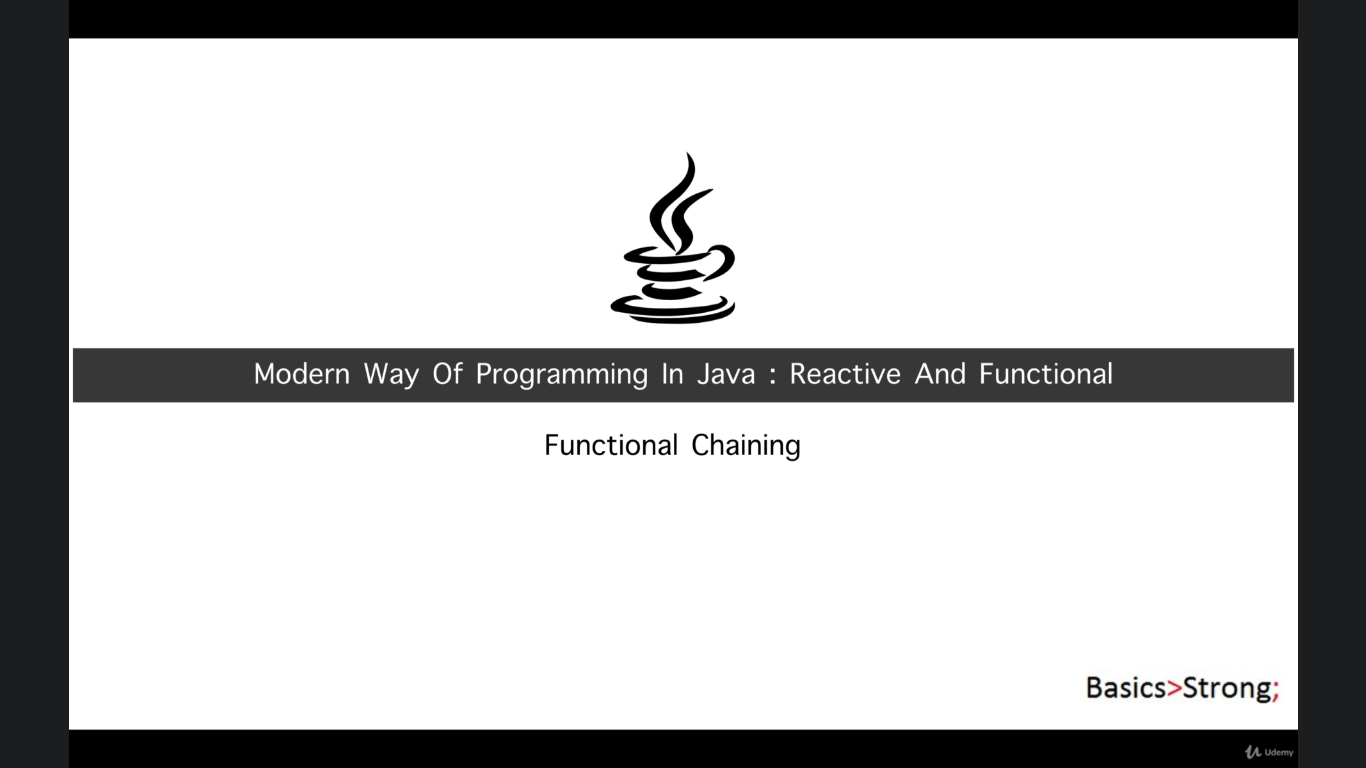 Modern Way Of Programming In Java : Reactive And Functional
Functional Chaining
Basics>Strong;
Udemy